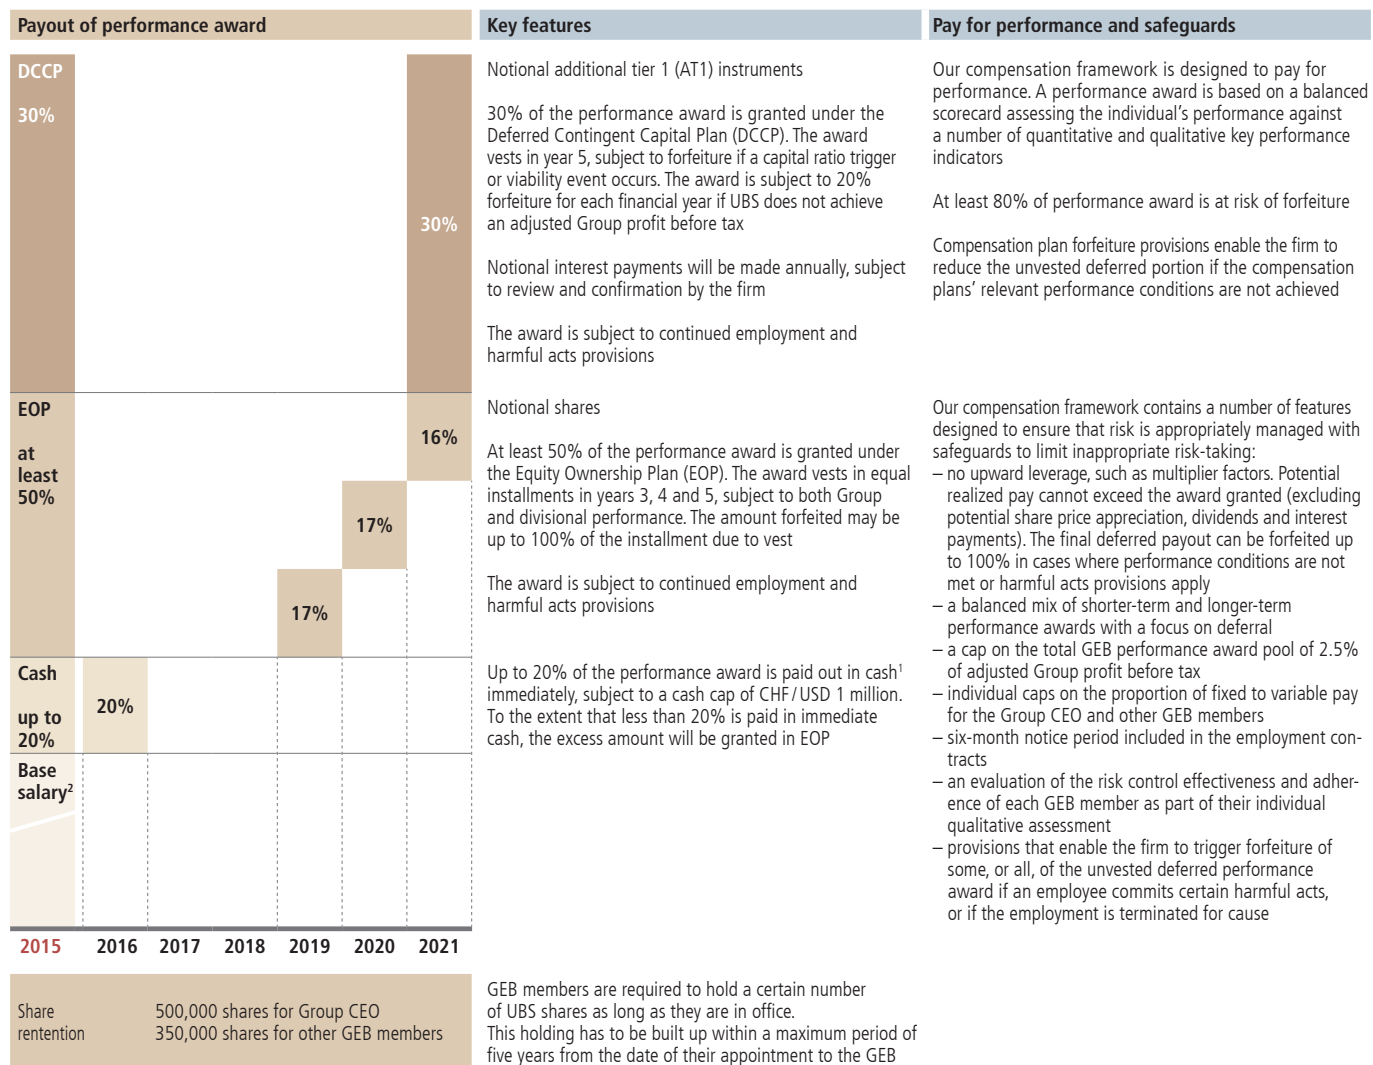 Payout of performance award
DCCP
30%
30%
EOP
at
least
50%
16%
17%
17%
Cash
up to
20%
20%
Base
salary2
2015 2016 2017 2018 2019 2020 2021
Share
rentention
500,000 shares for Group CEO
350,000 shares for other GEB members
Key features
Notional additional tier 1 (AT1) instruments
30% of the performance award is granted under the
Deferred Contingent Capital Plan (DCCP). The award
vests in year 5, subject to forfeiture if a capital ratio trigger
or viability event occurs. The award is subject to 20%
forfeiture for each financial year if UBS does not achieve
an adjusted Group profit before tax
Notional interest payments will be made annually, subject
to review and confirmation by the firm
The award is subject to continued employment and
harmful acts provisions
Notional shares
At least 50% of the performance award is granted under
the Equity Ownership Plan (EOP). The award vests in equal
installments in years 3, 4 and 5, subject to both Group
and divisional performance. The amount forfeited may be
up to 100% of the installment due to vest
The award is subject to continued employment and
harmful acts provisions
Up to 20% of the performance award is paid out in cash1
immediately, subject to a cash cap of CHF / USD 1 million.
To the extent that less than 20% is paid in immediate
cash, the excess amount will be granted in EOP
GEB members are required to hold a certain number
of UBS shares as long as they are in office.
This holding has to be built up within a maximum period of
five years from the date of their appointment to the GEB
Pay for performance and safeguards
Our compensation framework is designed to pay for
performance. A performance award is based on a balanced
scorecard assessing the individual's performance against
a number of quantitative and qualitative key performance
indicators
At least 80% of performance award is at risk of forfeiture
Compensation plan forfeiture provisions enable the firm to
reduce the unvested deferred portion if the compensation
plans' relevant performance conditions are not achieved
Our compensation framework contains a number of features
designed to ensure that risk is appropriately managed with
safeguards to limit inappropriate risk-taking:
– no upward leverage, such as multiplier factors. Potential
realized pay cannot exceed the award granted (excluding
potential share price appreciation, dividends and interest
payments). The final deferred payout can be forfeited up
to 100% in cases where performance conditions are not
met or harmful acts provisions apply
– a balanced mix of shorter-term and longer-term
performance awards with a focus on deferral
– a cap on the total GEB performance award pool of 2.5%
of adjusted Group profit before tax
– individual caps on the proportion of fixed to variable pay
for the Group CEO and other GEB members
– six-month notice period included in the employment con-
tracts
– an evaluation of the risk control effectiveness and adher-
ence of each GEB member as part of their individual
qualitative assessment
– provisions that enable the firm to trigger forfeiture of
some, or all, of the unvested deferred performance
award if an employee commits certain harmful acts,
or if the employment is terminated for cause